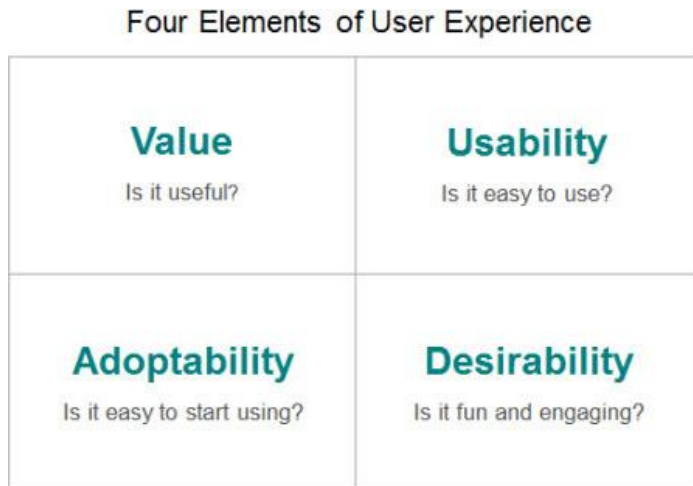 Four Elements of User Experience
Value
Is it useful?
Usability
Is it easy to use?
Adoptability
Is it easy to start using?
Desirability
Is it fun and engaging?